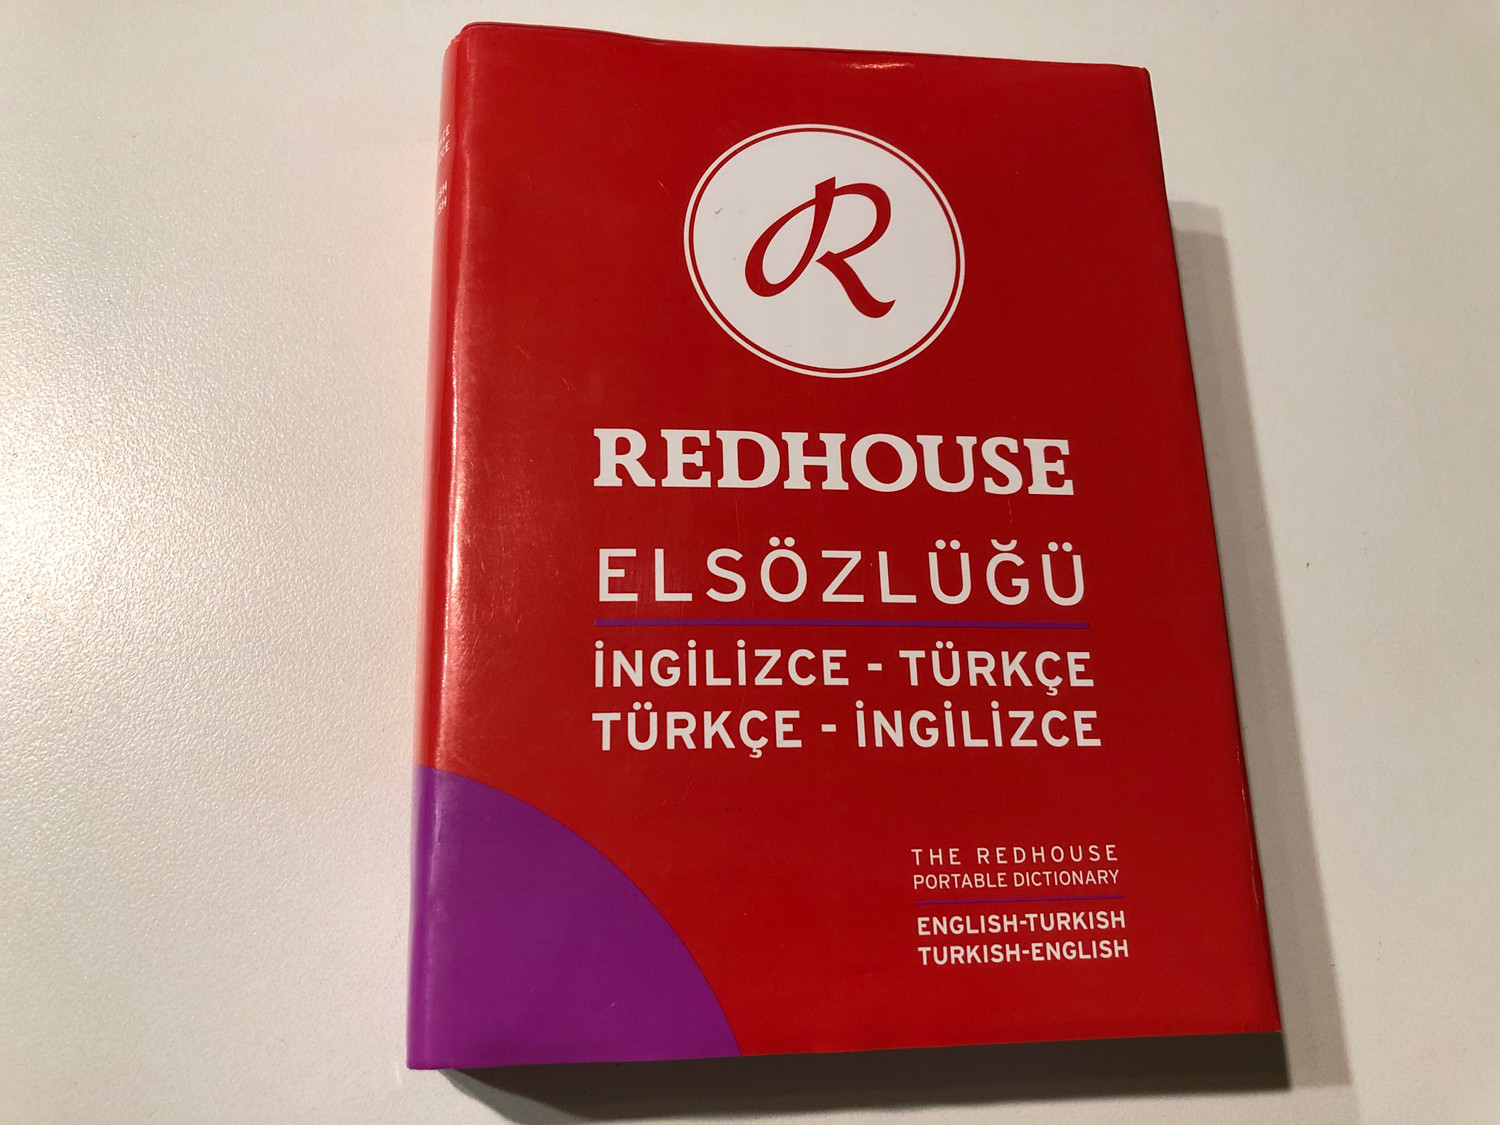 R
REDHOUSE
ELSÖZLÜĞÜ
İNGİLİZCE - TÜRKÇE
TÜRKÇE - İNGİLİZCE
THE REDHOUSE
PORTABLE DICTIONARY
ENGLISH-TURKISH
TURKISH-ENGLISH